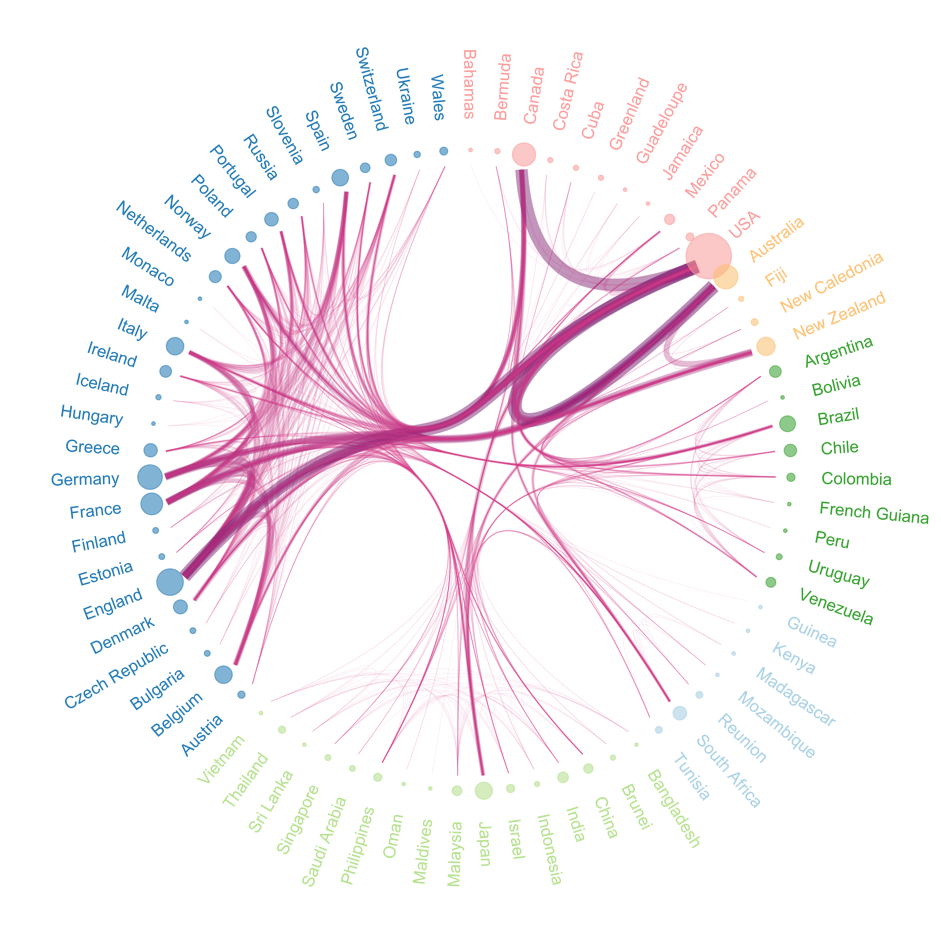 Bahamas
Bermuda
Canada
Costa Rica
Cuba
Greenland
Guadeloupe
Jamaica
Mexico
Panama
USA
Australia
Fiji
New Caledonia
New Zealand
Argentina
Bolivia
Brazil
Chile
Colombia
French Guiana
Peru
Uruguay
Venezuela
Guinea
Kenya
Madagascar
Mozambique
Reunion
South Africa
Tunisia
Bangladesh
Brunei
China
India
Indonesia
Israel
Japan
Malaysia
Maldives
Oman
Philippines
Saudi Arabia
Singapore
Sri Lanka
Thailand
Vietnam
Austria
Belgium
Bulgaria
Czech Republic
Denmark
England
Estonia
Finland
France
Germany
Greece
Hungary
Iceland
Ireland
Italy
Malta
Monaco
Netherlands
Norway
Poland
Portugal
Russia
Slovenia
Spain
Sweden
Switzerland
Ukraine
Wales